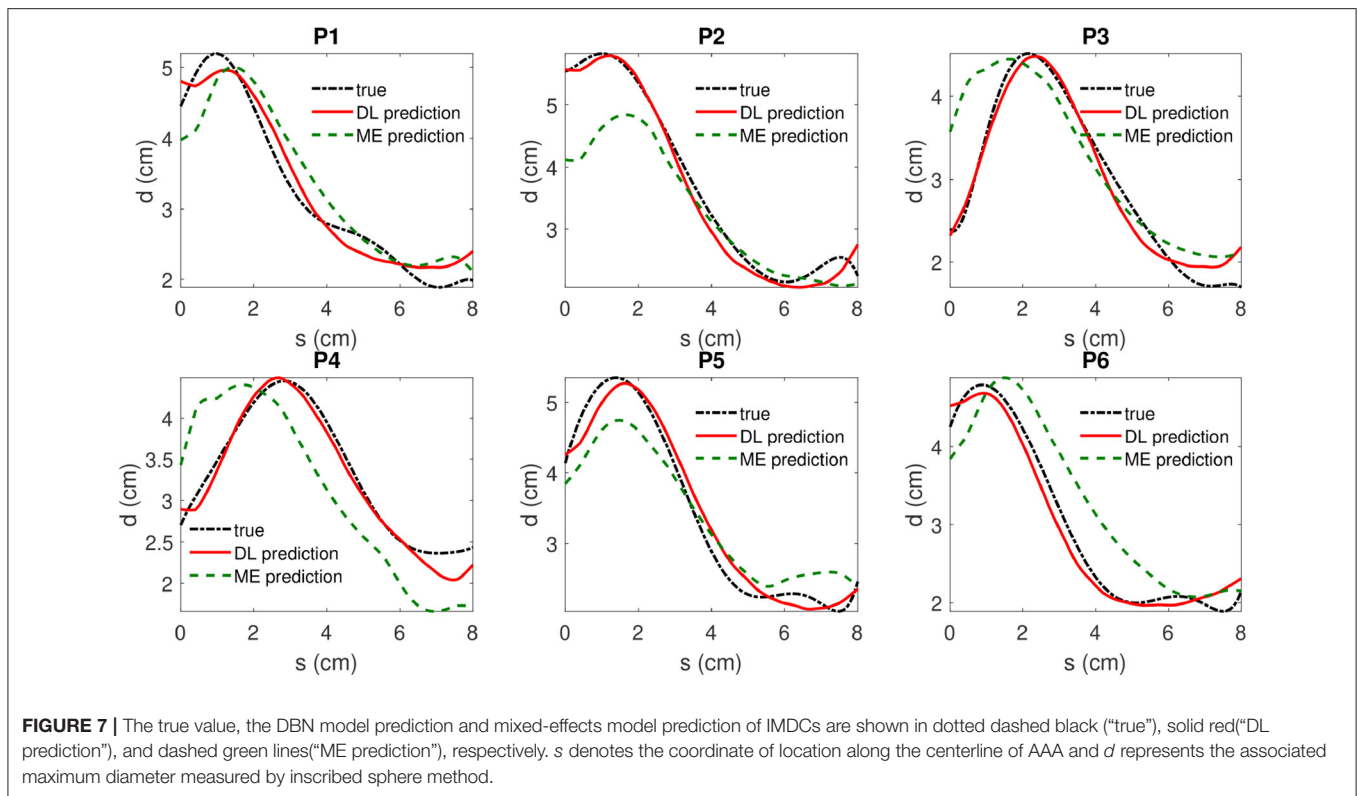 P1
5
4
3
2
d (cm)
0 2 4 6 8
s (cm)
true
DL prediction
ME prediction
P2
5
4
3
d (cm)
0 2 4 6 8
s (cm)
true
DL prediction
ME prediction
P3
4
3
2
d (cm)
0 2 4 6 8
s (cm)
true
DL prediction
ME prediction
P4
4
3.5
3
2.5
2
d (cm)
0 2 4 6 8
s (cm)
true
DL prediction
ME prediction
P5
5
4
3
d (cm)
0 2 4 6 8
s (cm)
true
DL prediction
ME prediction
P6
4
3
2
d (cm)
0 2 4 6 8
s (cm)
true
DL prediction
ME prediction
FIGURE 7 | The true value, the DBN model prediction and mixed-effects model prediction of IMDCs are shown in dotted dashed black (“true”), solid red(“DL
prediction”), and dashed green lines(“ME prediction”), respectively. s denotes the coordinate of location along the centerline of AAA and d represents the associated
maximum diameter measured by inscribed sphere method.